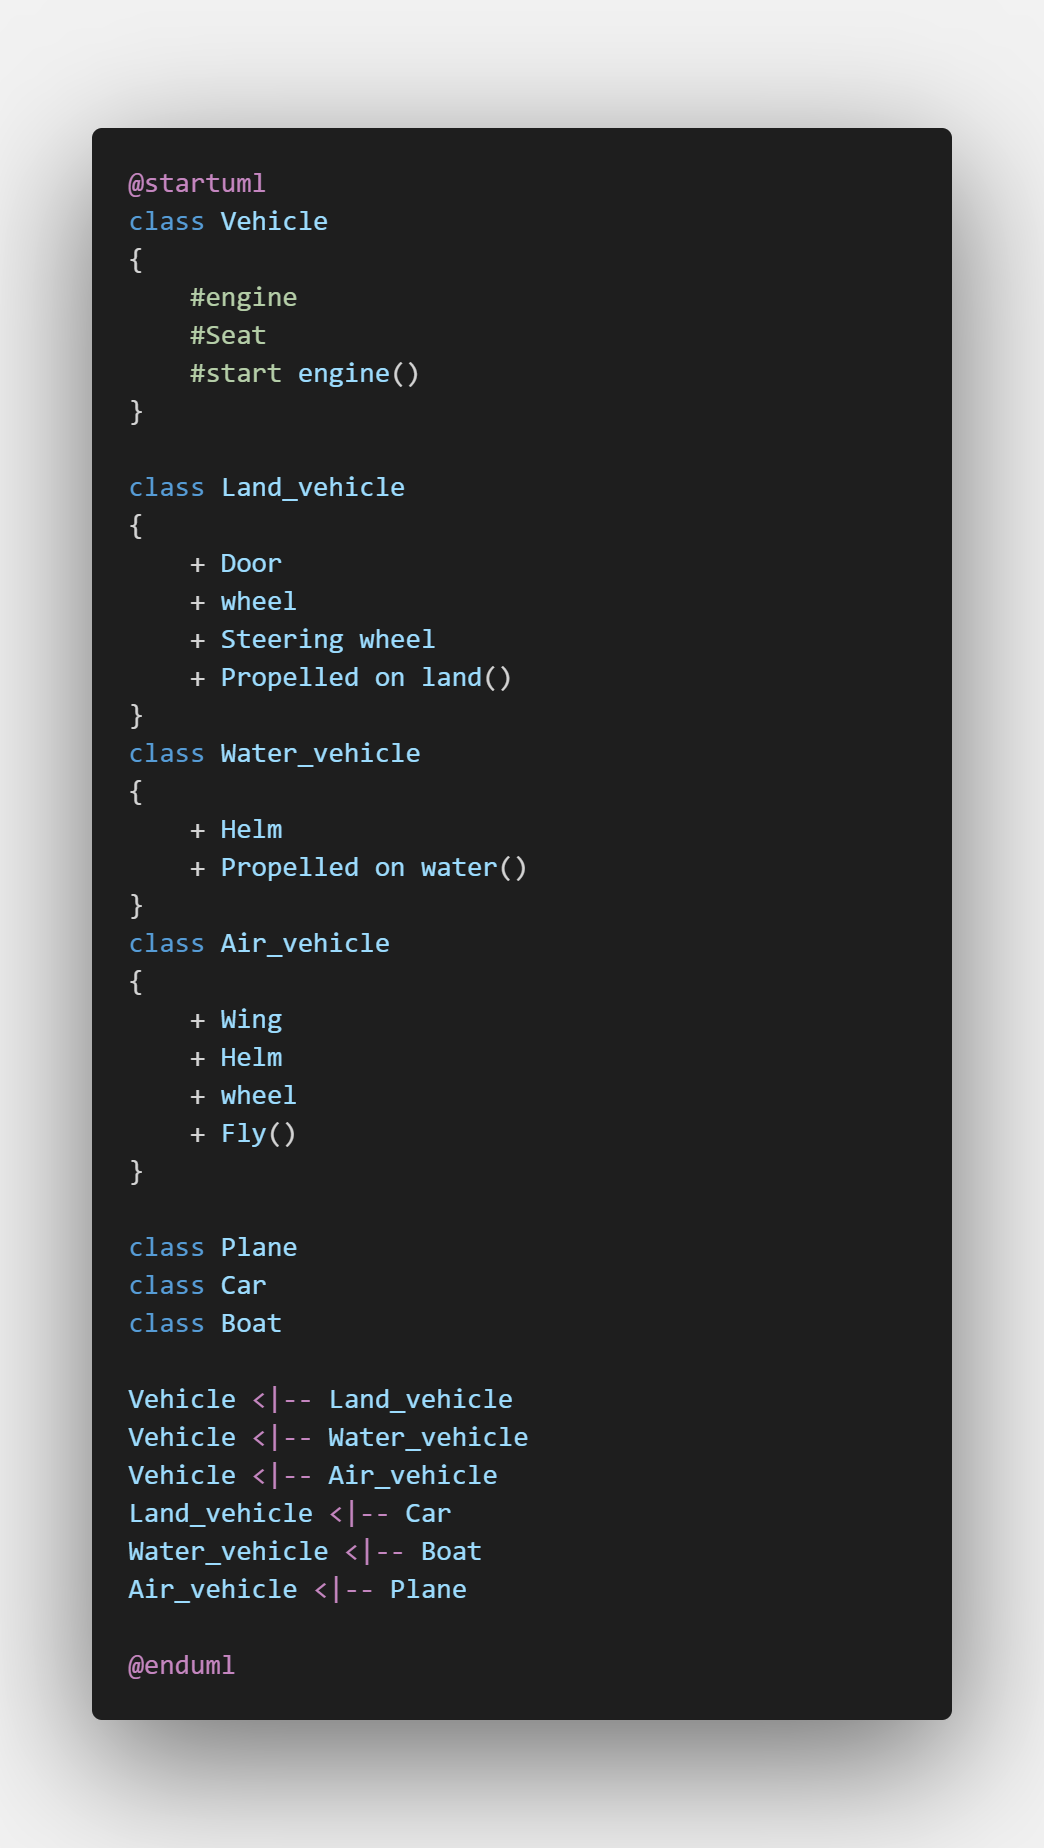 @startuml
class Vehicle
{
    #engine
    #Seat
    #start engine()
}

class Land_vehicle
{
    + Door
    + wheel
    + Steering wheel
    + Propelled on land()
}
class Water_vehicle
{
    + Helm
    + Propelled on water()
}
class Air_vehicle
{
    + Wing
    + Helm
    + wheel
    + Fly()
}

class Plane
class Car
class Boat

Vehicle <|-- Land_vehicle
Vehicle <|-- Water_vehicle
Vehicle <|-- Air_vehicle
Land_vehicle <|-- Car
Water_vehicle <|-- Boat
Air_vehicle <|-- Plane

@enduml